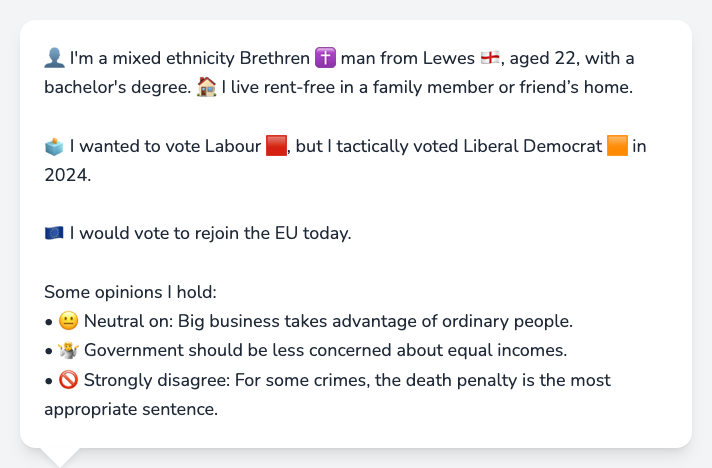 👤 I'm a mixed ethnicity Brethren ✝️ man from Lewes 🏴󠁧󠁢󠁥󠁮󠁧󠁿, aged 22, with a
bachelor's degree. 🏠 I live rent-free in a family member or friend’s home.
🗳️ I wanted to vote Labour 🟥, but I tactically voted Liberal Democrat 🟧 in
2024.
🇪🇺 I would vote to rejoin the EU today.
Some opinions I hold:
• 😐 Neutral on: Big business takes advantage of ordinary people.
• 🤷 Government should be less concerned about equal incomes.
• 🚫 Strongly disagree: For some crimes, the death penalty is the most
appropriate sentence.